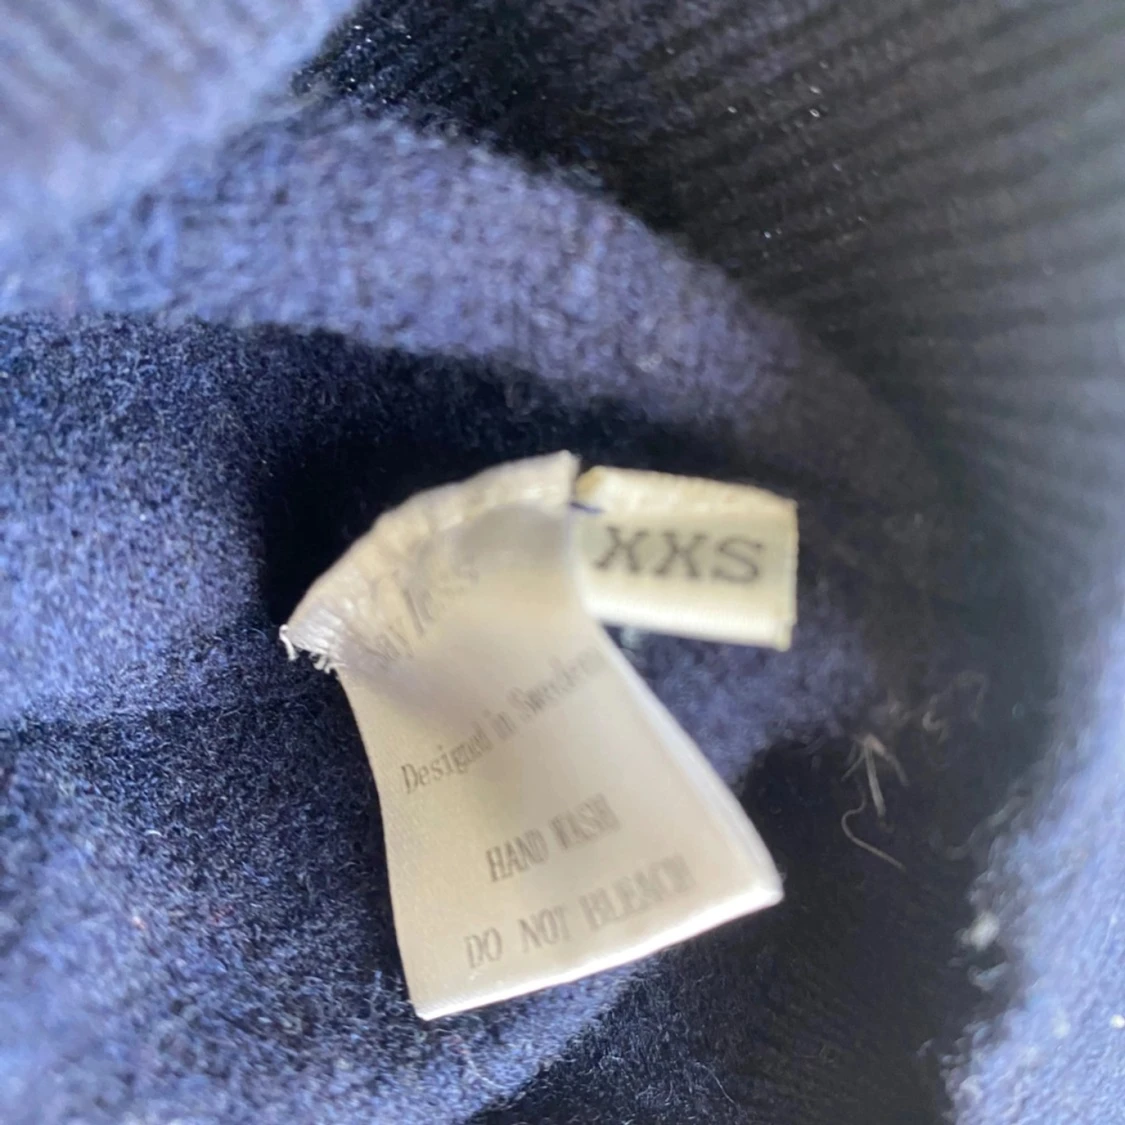 XXS
Designed in Sweden
HAND WASH
DO NOT BLEACH